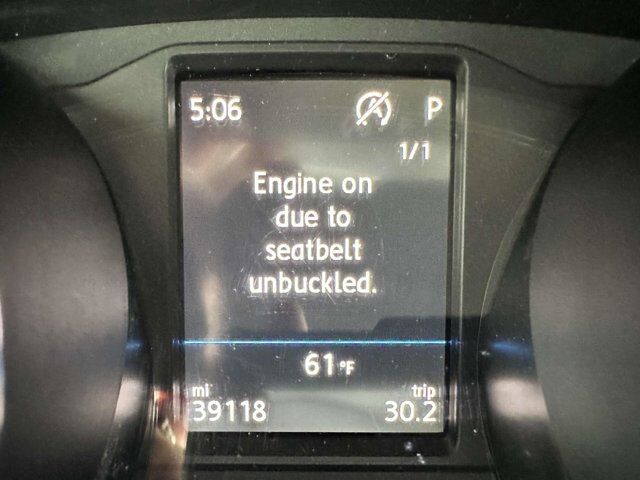 5:06 P
1/1
Engine on
due to
seatbelt
unbuckled.
61°F
mi trip
39118 30.2